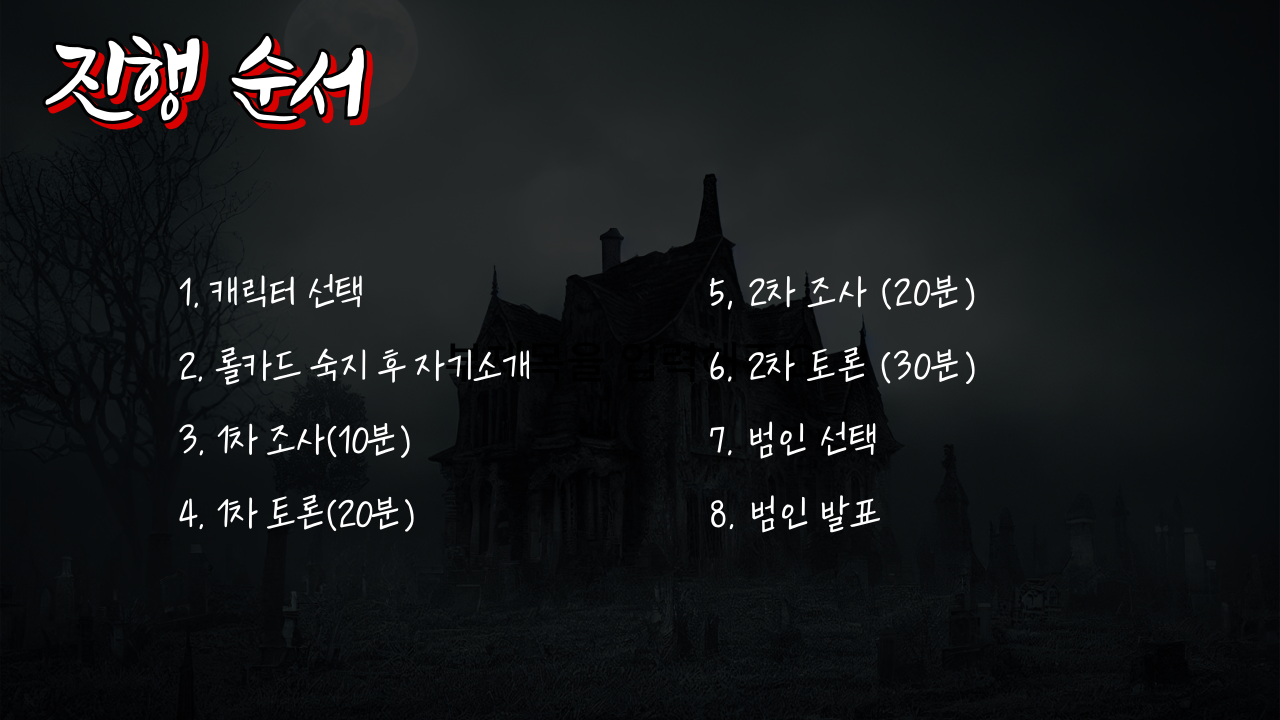 진행 순서
1. 캐릭터 선택
2. 롤카드 숙지 후 자기소개
3. 1차 조사(10분)
4. 1차 토론(20분)
5. 2차 조사 (20분)
6. 2차 토론 (30분)
7. 범인 선택
8. 범인 발표